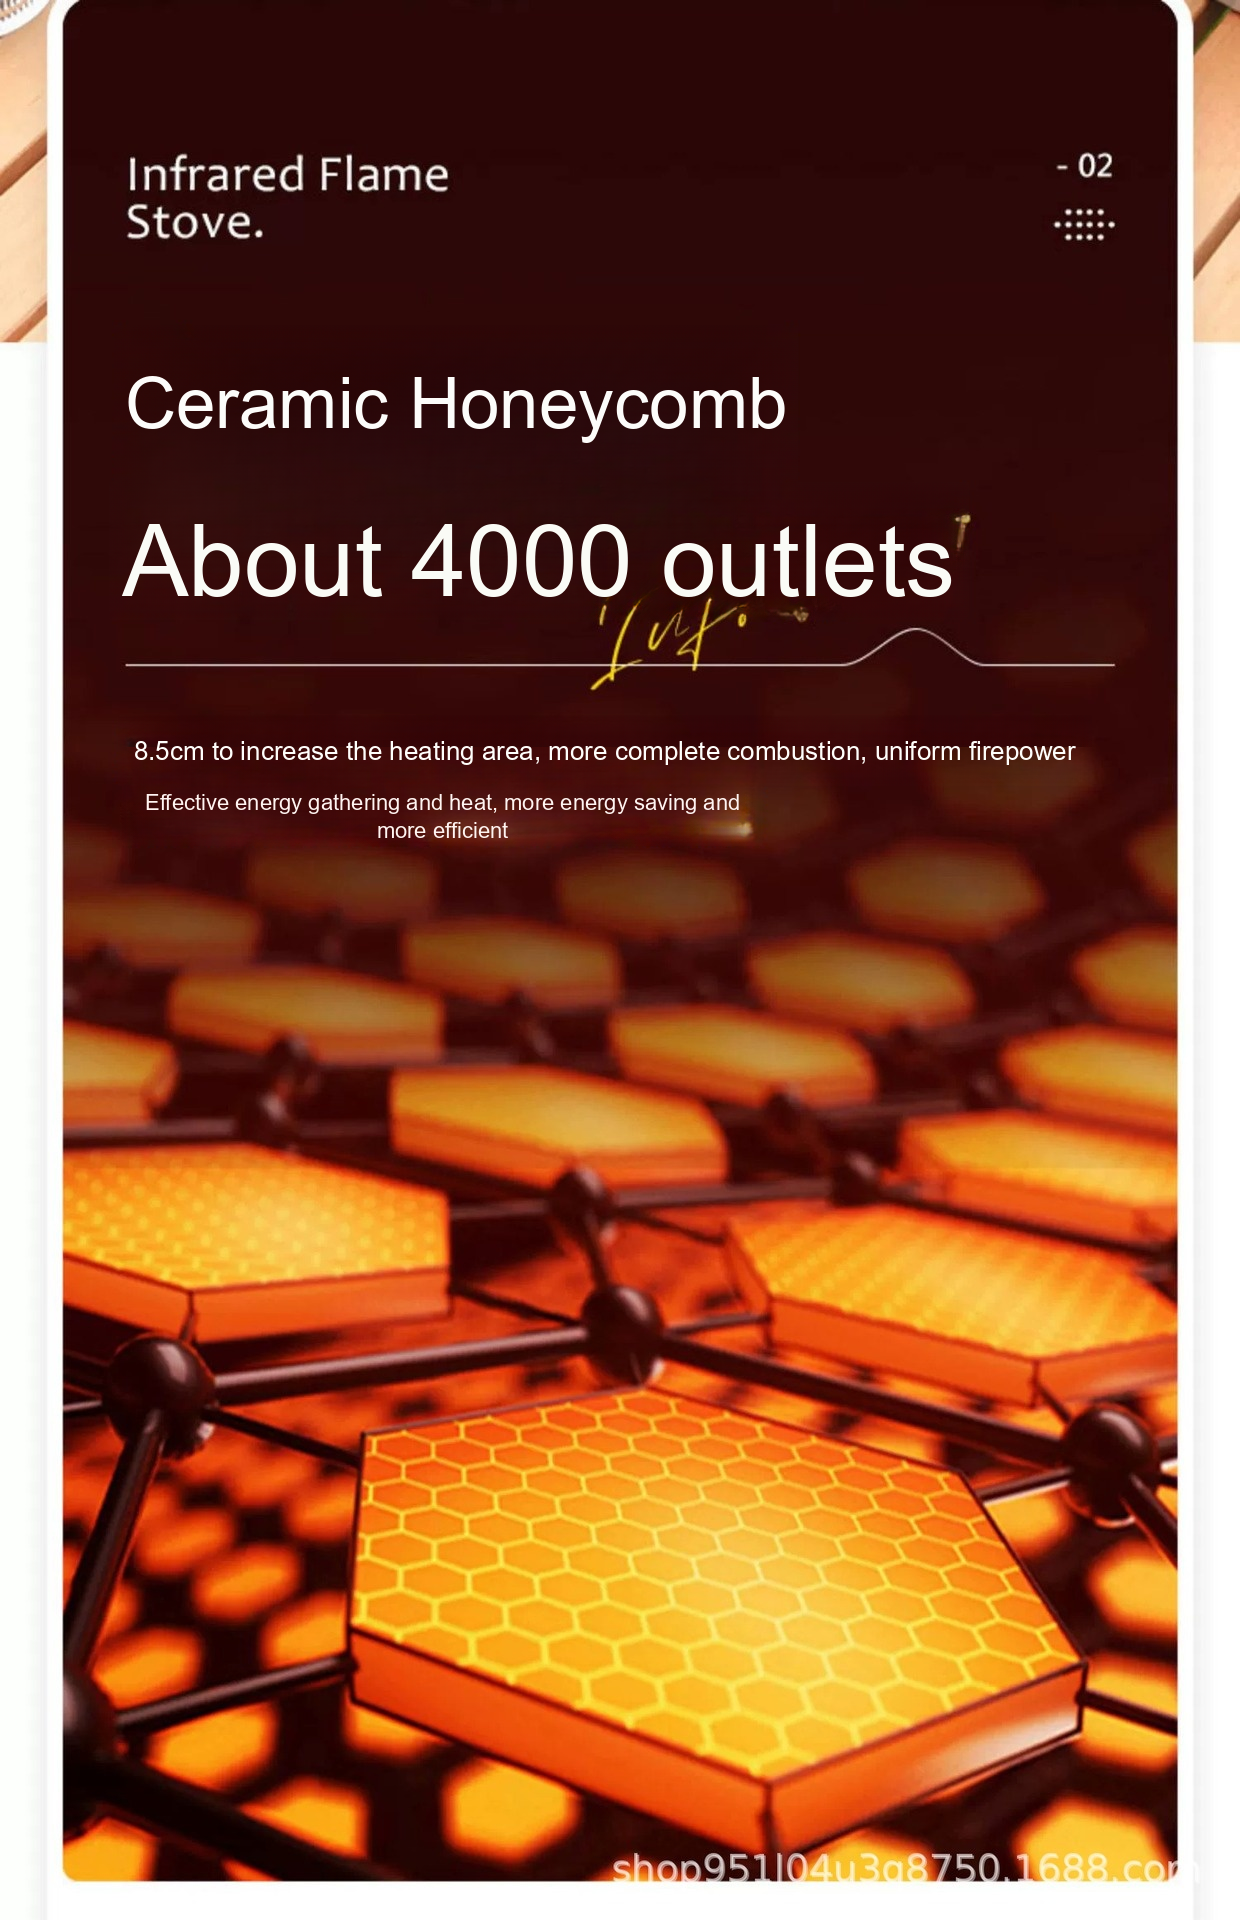 Infrared Flame
Stove.
- 02
Ceramic Honeycomb
About 4000 outlets
8.5cm to increase the heating area, more complete combustion, uniform firepower
Effective energy gathering and heat, more energy saving and
more efficient